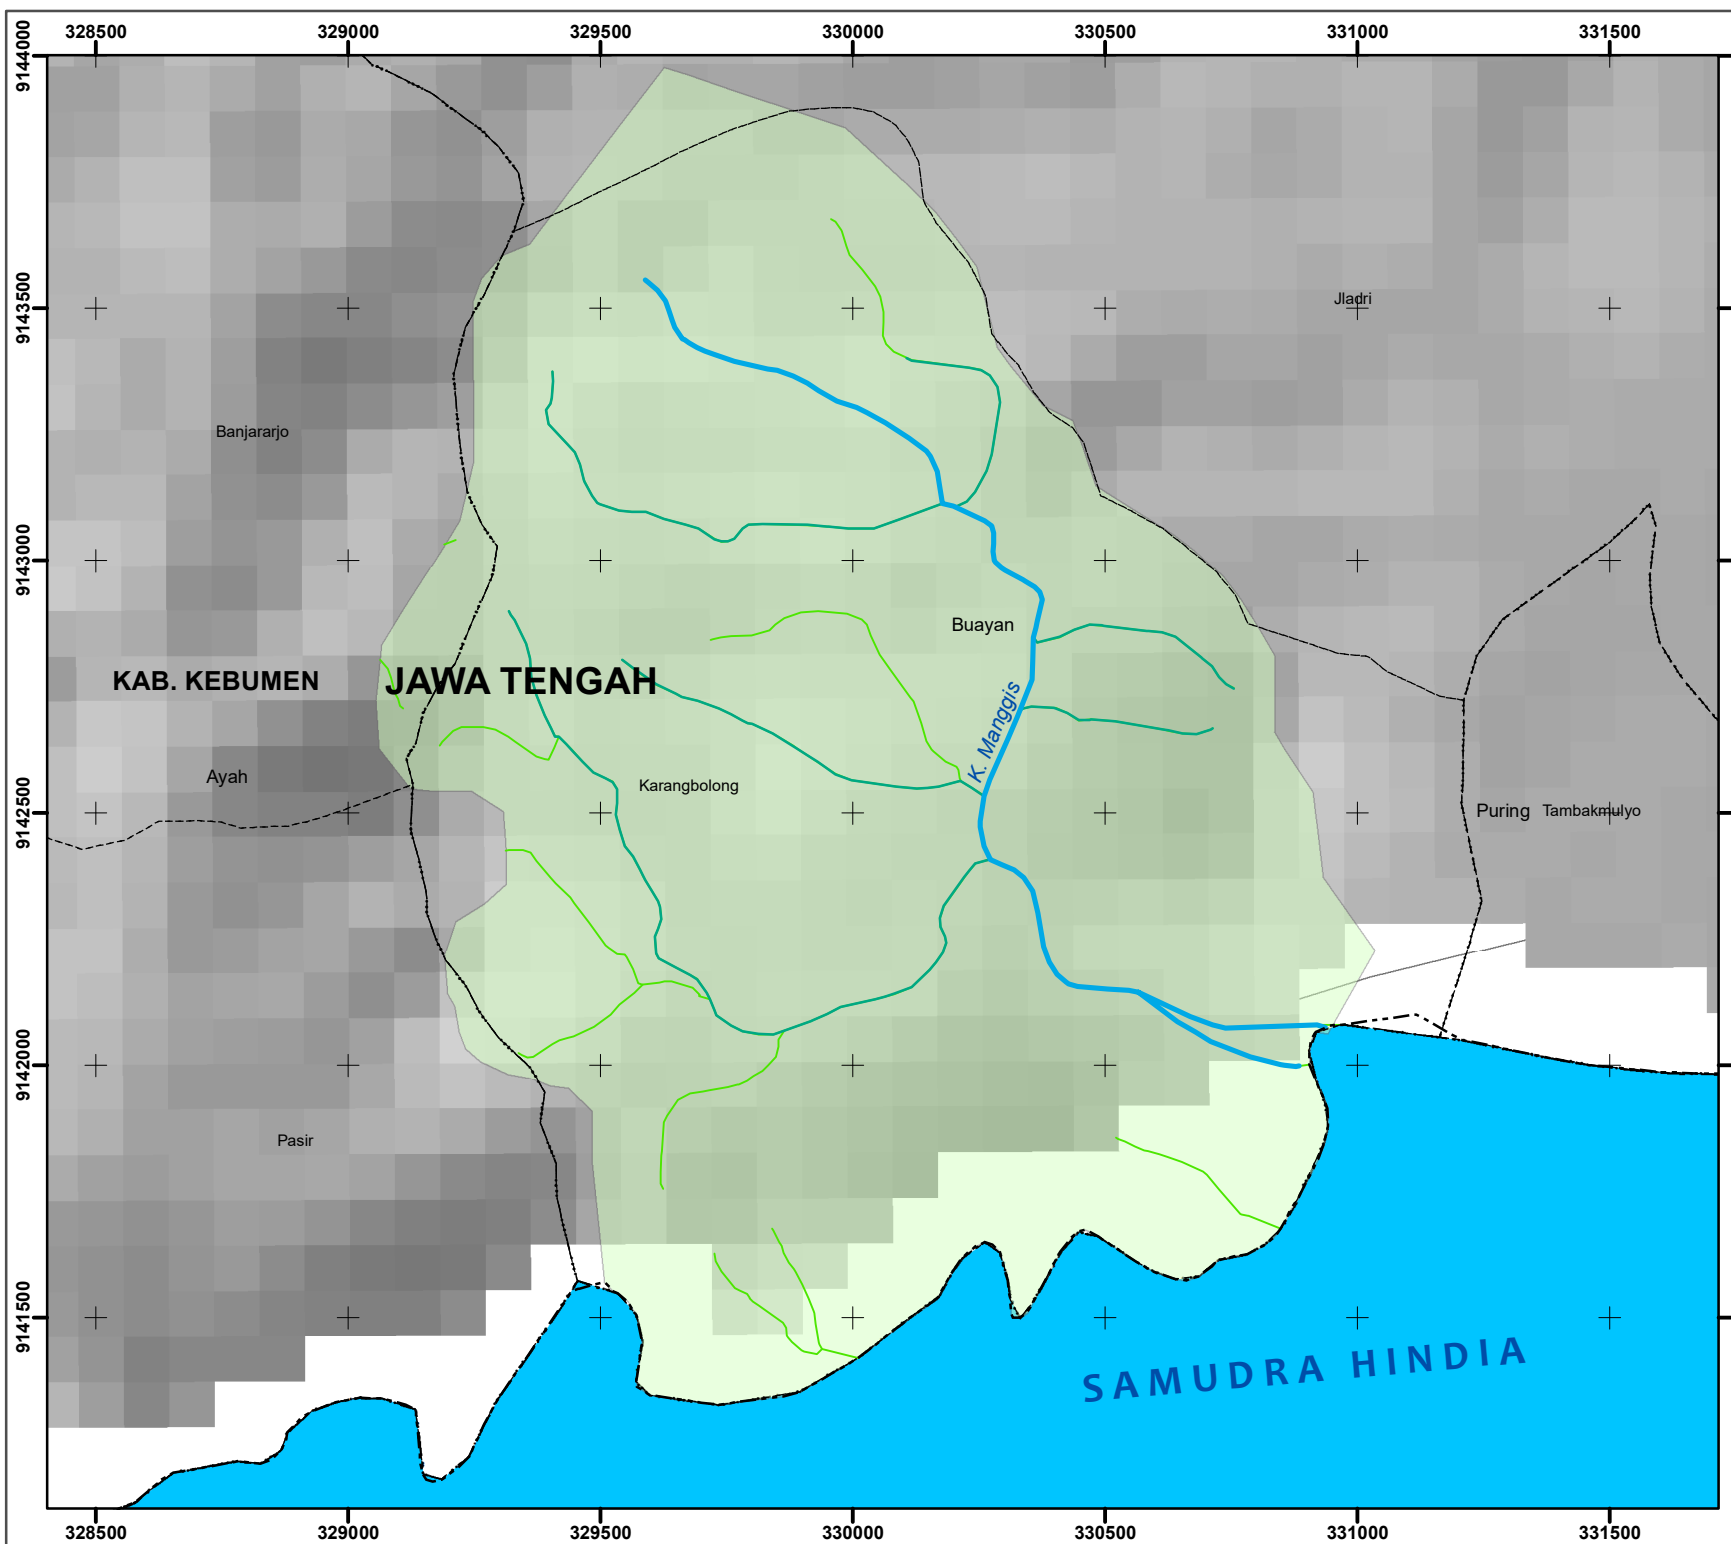 328500 329000 329500 330000 330500 331000 331500
9144000
9143500
9143000
9142500
9142000
9141500
Jladri
Banjararjo
Buayan
KAB. KEBUMEN
JAWA TENGAH
K. Manggis
Ayah
Karangbolong
Puring
Tambakmulyo
Pasir
SAMUDRA HINDIA
328500 329000 329500 330000 330500 331000 331500